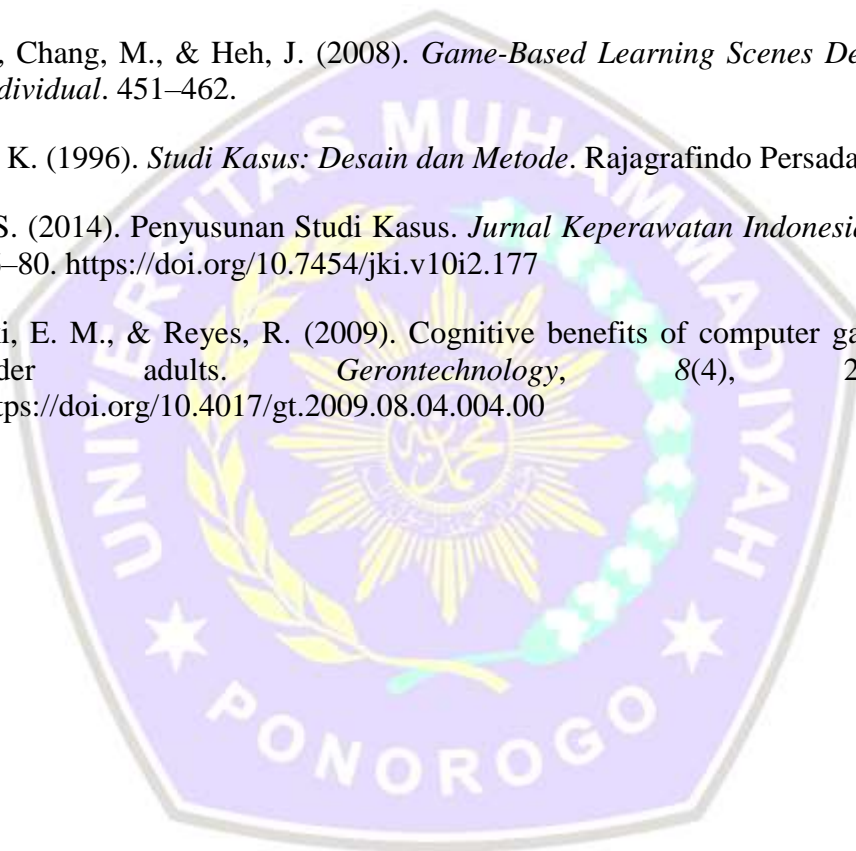 , Chang, M., & Heh, J. (2008). Game-Based Learning Scenes De
dividual. 451–462.
K. (1996). Studi Kasus: Desain dan Metode. Rajagrafindo Persada
S. (2014). Penyusunan Studi Kasus. Jurnal Keperawatan Indonesia
–80. https://doi.org/10.7454/jki.v10i2.177
i, E. M., & Reyes, R. (2009). Cognitive benefits of computer ga
der adults. Gerontechnology, 8(4), 2
tps://doi.org/10.4017/gt.2009.08.04.004.00
UNIVERSITAS MUHAMMADIYAH
PONOROGO